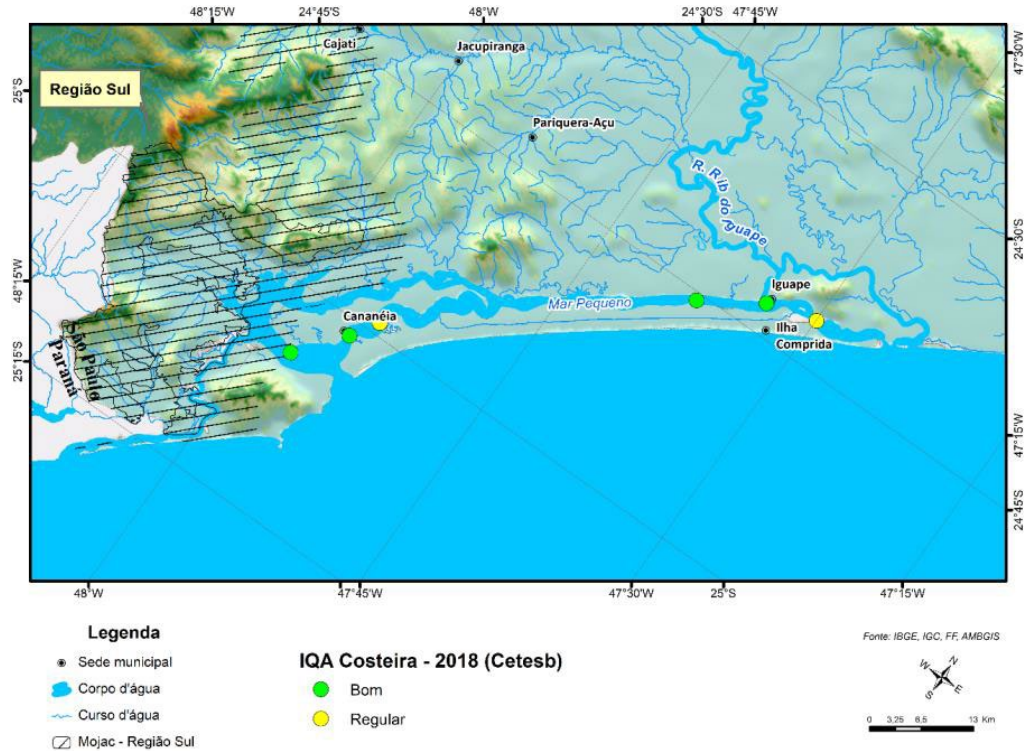 48°15'W
24°45'S
48°W
24°30'S
47°45'W
47°30'W
25°S
Região Sul
Cajati
Jacupiranga
Pariquera-Açu
R. Rib do Iguape
24°30'S
48°15'W
Iguape
Mar Pequeno
Cananéia
Ilha
Comprida
São Paulo
Paraná
25°15'S
47°15'W
24°45'S
48°W
47°45'W
47°30'W
25°S
47°15'W
Legenda
Sede municipal
Corpo d'água
Curso d'água
Mojac - Região Sul
IQA Costeira - 2018 (Cetesb)
Bom
Regular
Fonte: IBGE, IGC, FF, AMBGIS
N
W
E
S
0 3,25 6,5 13 Km